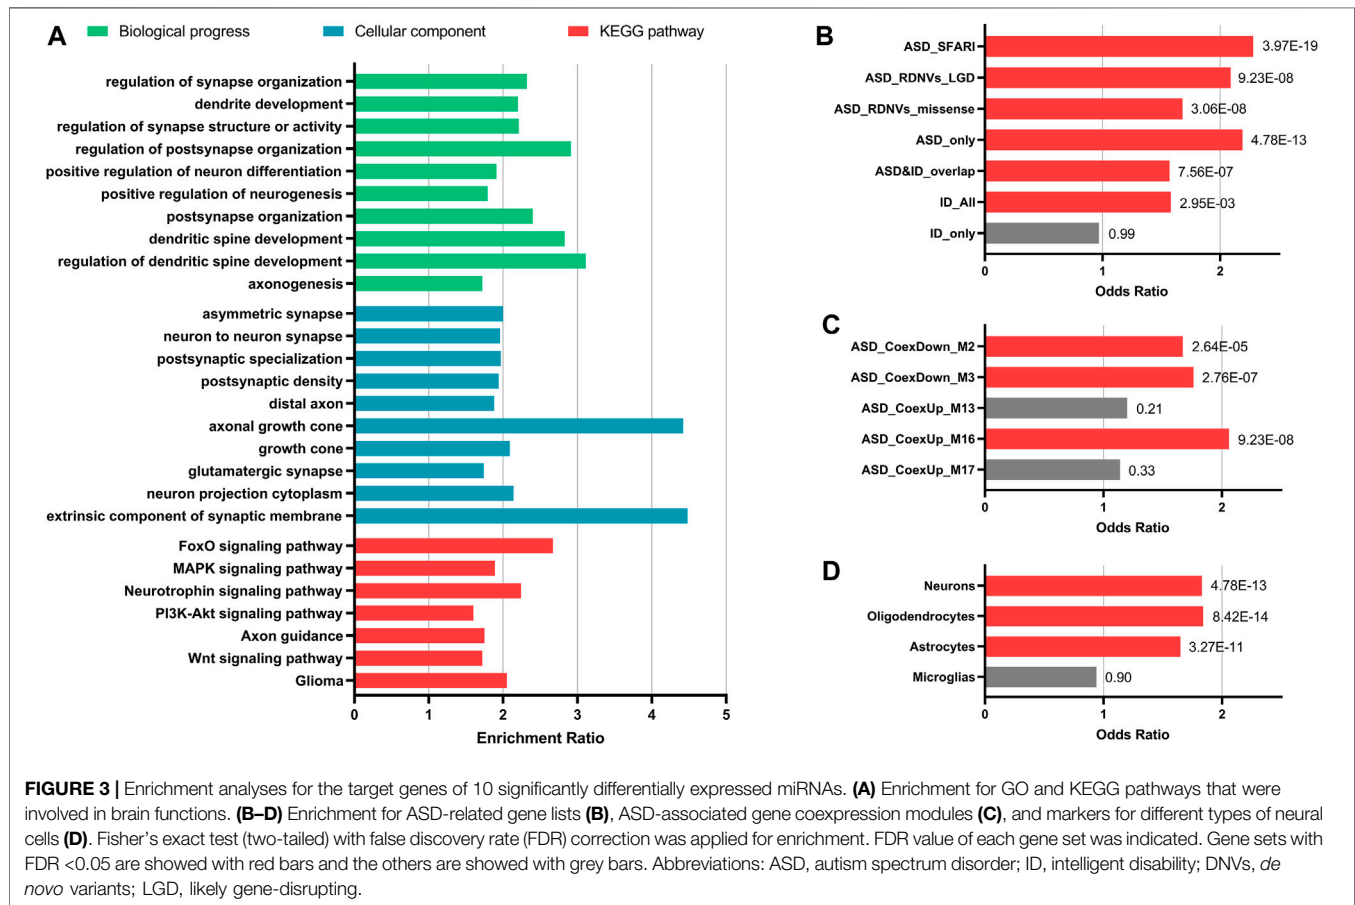 A
Biological progress
Cellular component
KEGG pathway
regulation of synapse organization
dendrite development
regulation of synapse structure or activity
regulation of postsynapse organization
positive regulation of neuron differentiation
positive regulation of neurogenesis
postsynapse organization
dendritic spine development
regulation of dendritic spine development
axonogenesis
asymmetric synapse
neuron to neuron synapse
postsynaptic specialization
postsynaptic density
distal axon
axonal growth cone
growth cone
glutamatergic synapse
neuron projection cytoplasm
extrinsic component of synaptic membrane
FoxO signaling pathway
MAPK signaling pathway
Neurotrophin signaling pathway
PI3K-Akt signaling pathway
Axon guidance
Wnt signaling pathway
Glioma
0 1 2 3 4 5
Enrichment Ratio
B
ASD_SFARI 3.97E-19
ASD_RDNVs_LGD 9.23E-08
ASD_RDNVs_missense 3.06E-08
ASD_only 4.78E-13
ASD&ID_overlap 7.56E-07
ID_All 2.95E-03
ID_only 0.99
0 1 2
Odds Ratio
C
ASD_CoexDown_M2 2.64E-05
ASD_CoexDown_M3 2.76E-07
ASD_CoexUp_M13 0.21
ASD_CoexUp_M16 9.23E-08
ASD_CoexUp_M17 0.33
0 1 2
Odds Ratio
D
Neurons 4.78E-13
Oligodendrocytes 8.42E-14
Astrocytes 3.27E-11
Microglias 0.90
0 1 2
Odds Ratio
FIGURE 3 | Enrichment analyses for the target genes of 10 significantly differentially expressed miRNAs. (A) Enrichment for GO and KEGG pathways that were
involved in brain functions. (B–D) Enrichment for ASD-related gene lists (B), ASD-associated gene coexpression modules (C), and markers for different types of neural
cells (D). Fisher's exact test (two-tailed) with false discovery rate (FDR) correction was applied for enrichment. FDR value of each gene set was indicated. Gene sets with
FDR <0.05 are showed with red bars and the others are showed with grey bars. Abbreviations: ASD, autism spectrum disorder; ID, intelligent disability; DNVs, de
novo variants; LGD, likely gene-disrupting.